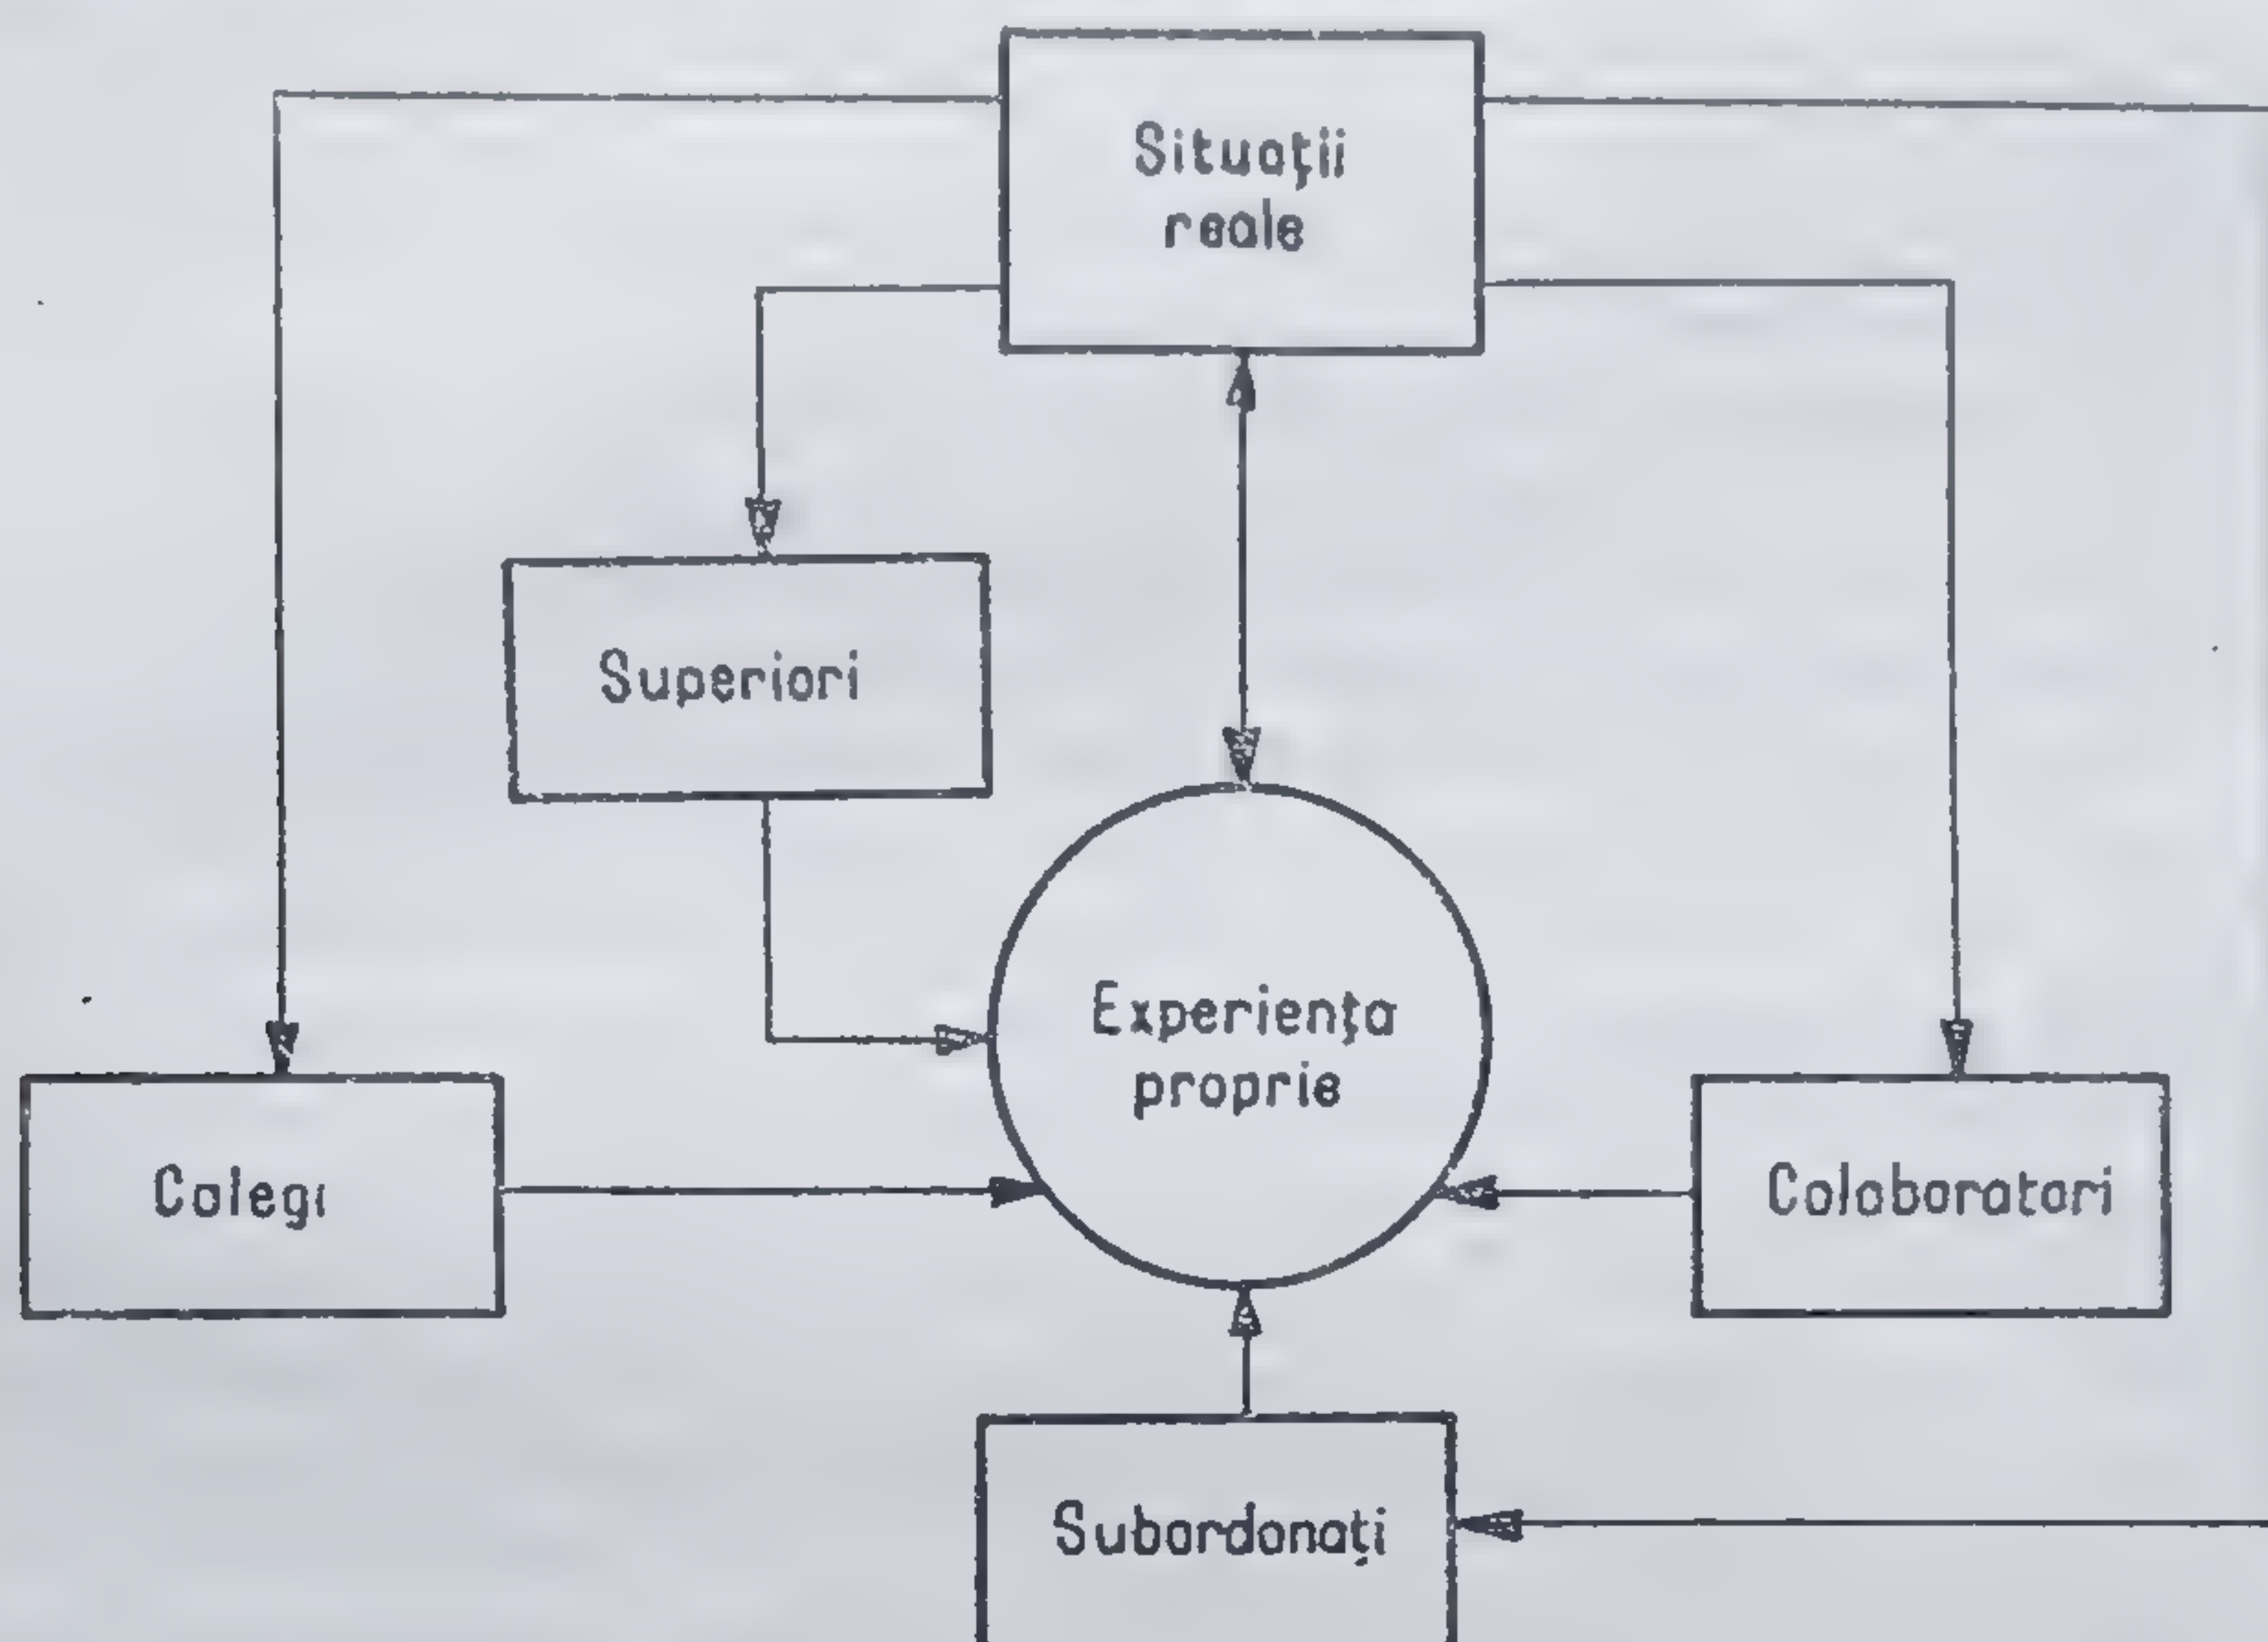 Situații
reale
Superiori
Experiența
proprie
Colegi
Colaboratori
Subordonați